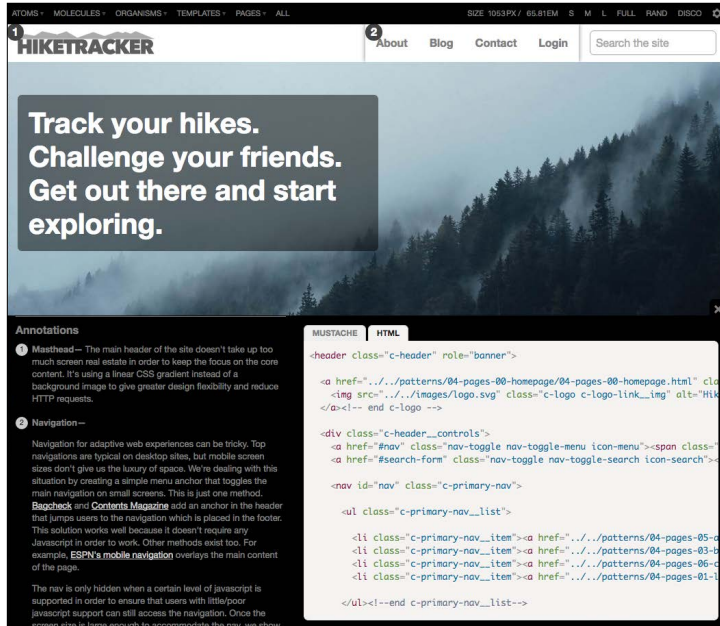 ATOMS MOLECULES ORGANISMS TEMPLATES PAGES ALL
SIZE 1053PX / 65.81EM S M L FULL RAND DISCO
1
HIKETRACKER
2
About Blog Contact Login Search the site
Track your hikes.
Challenge your friends.
Get out there and start
exploring.
Annotations
1 Masthead— The main header of the site doesn't take up too
much screen real estate in order to keep the focus on the core
content. It's using a linear CSS gradient instead of a
background image to give greater design flexibility and reduce
HTTP requests.
2 Navigation—
Navigation for adaptive web experiences can be tricky. Top
navigations are typical on desktop sites, but mobile screen
sizes don't give us the luxury of space. We're dealing with this
situation by creating a simple menu anchor that toggles the
main navigation on small screens. This is just one method.
Bagcheck and Contents Magazine add an anchor in the header
that jumps users to the navigation which is placed in the footer.
This solution works well because it doesn't require any
Javascript in order to work. Other methods exist too. For
example, ESPN's mobile navigation overlays the main content
of the page.
The nav is only hidden when a certain level of javascript is
supported in order to ensure that users with little/poor
javascript support can still access the navigation. Once the
screen size is large enough to accommodate the nav, we show
MUSTACHE HTML
<header class="c-header" role="banner">
<a href="../../patterns/04-pages-00-homepage/04-pages-00-homepage.html" cla
<img src="../../images/logo.svg" class="c-logo c-logo-link__img" alt="Hik
</a><!-- end c-logo -->
<div class="c-header__controls">
<a href="#nav" class="nav-toggle nav-toggle-menu icon-menu"><span class="
<a href="#search-form" class="nav-toggle nav-toggle-search icon-search"><
<nav id="nav" class="c-primary-nav">
<ul class="c-primary-nav__list">
<li class="c-primary-nav__item"><a href="../../patterns/04-pages-05-a
<li class="c-primary-nav__item"><a href="../../patterns/04-pages-03-b
<li class="c-primary-nav__item"><a href="../../patterns/04-pages-06-c
<li class="c-primary-nav__item"><a href="../../patterns/04-pages-01-l
</ul><!--end c-primary-nav__list-->